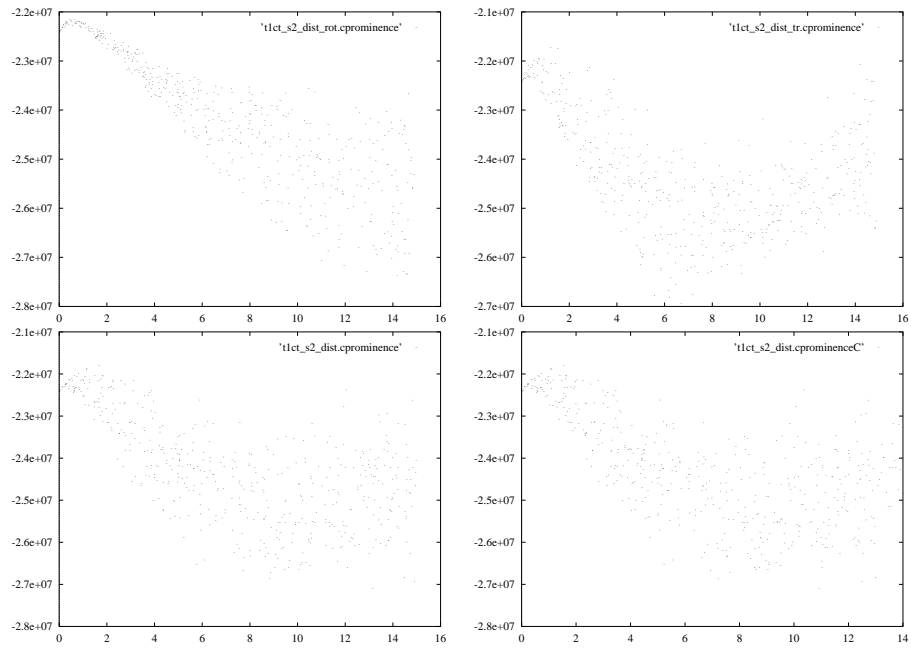 -2.2e+07
-2.3e+07
-2.4e+07
-2.5e+07
-2.6e+07
-2.7e+07
-2.8e+07
0 2 4 6 8 10 12 14 16
't1ct_s2_dist_rot.cprominence'
-2.1e+07
-2.2e+07
-2.3e+07
-2.4e+07
-2.5e+07
-2.6e+07
-2.7e+07
0 2 4 6 8 10 12 14 16
't1ct_s2_dist_tr.cprominence'
-2.1e+07
-2.2e+07
-2.3e+07
-2.4e+07
-2.5e+07
-2.6e+07
-2.7e+07
-2.8e+07
0 2 4 6 8 10 12 14 16
't1ct_s2_dist.cprominence'
-2.1e+07
-2.2e+07
-2.3e+07
-2.4e+07
-2.5e+07
-2.6e+07
-2.7e+07
-2.8e+07
0 2 4 6 8 10 12 14
't1ct_s2_dist.cprominenceC'